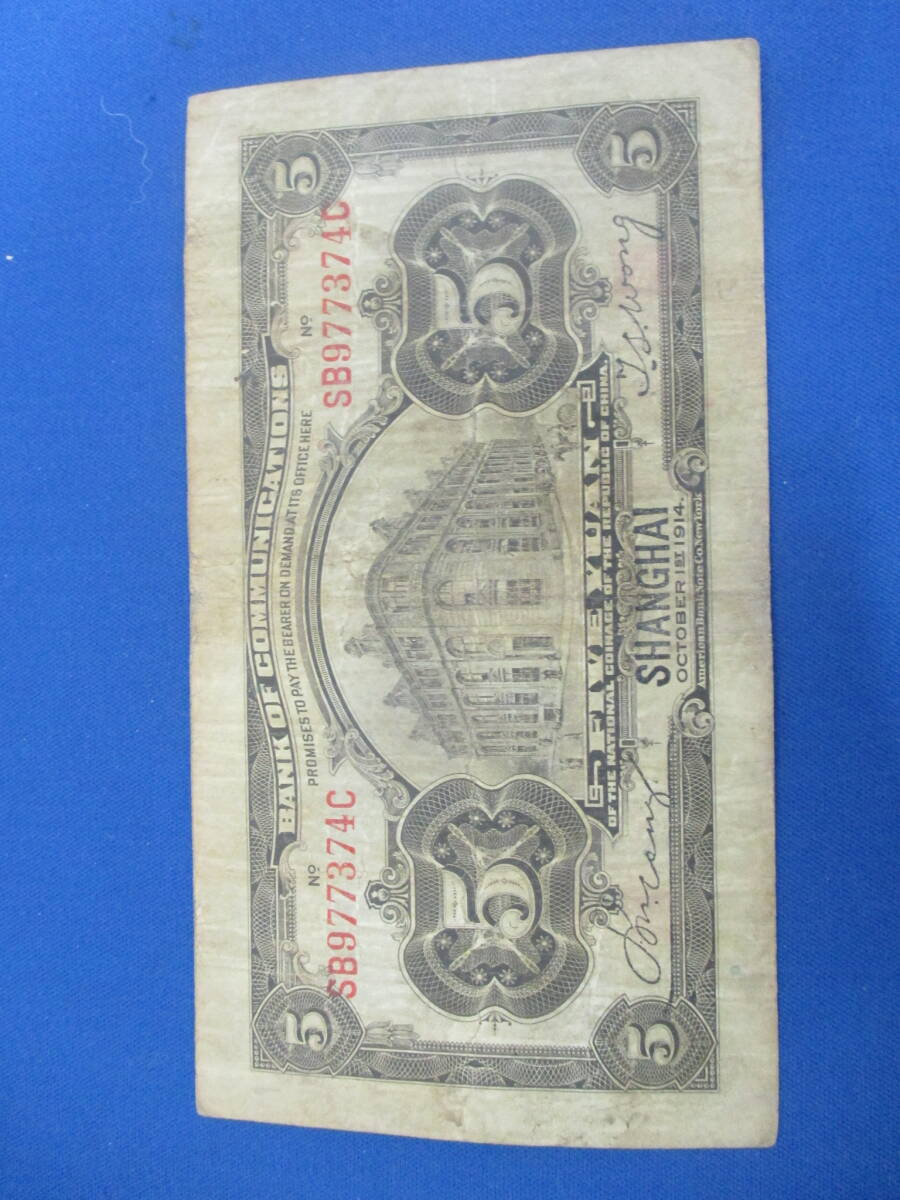 5 5
BANK OF COMMUNICATIONS
PROMISES TO PAY THE BEARER ON DEMAND AT ITS OFFICE HERE
Nº Nº
SB977374C SB977374C
5 5
FIVE YUAN
OF THE NATIONAL COINAGE OF THE REPUBLIC OF CHINA.
SHANGHAI
T. S. Wong
OCTOBER 1ST 1914.
5 5
American Bank Note Co. New York.